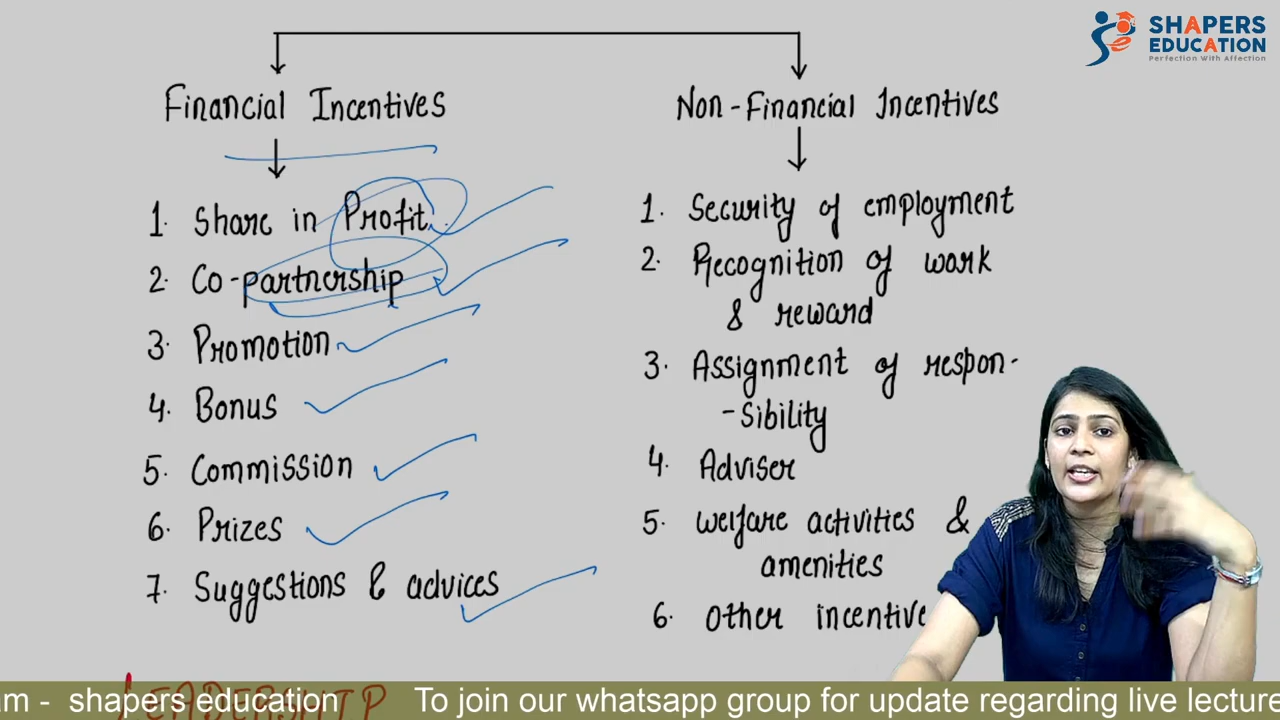 SHAPERS
EDUCATION
Perfection With Affection
Financial Incentives
1. Share in Profit
2. Co-partnership
3. Promotion
4. Bonus
5. Commission
6. Prizes
7. Suggestions & advices
Non-Financial Incentives
1. Security of employment
2. Recognition of work
& reward
3. Assignment of respon-
-sibility
4. Adviser
5. Welfare activities &
amenities
6. Other incentive
LEADERSHIP
am - shapers education To join our whatsapp group for update regarding live lecture